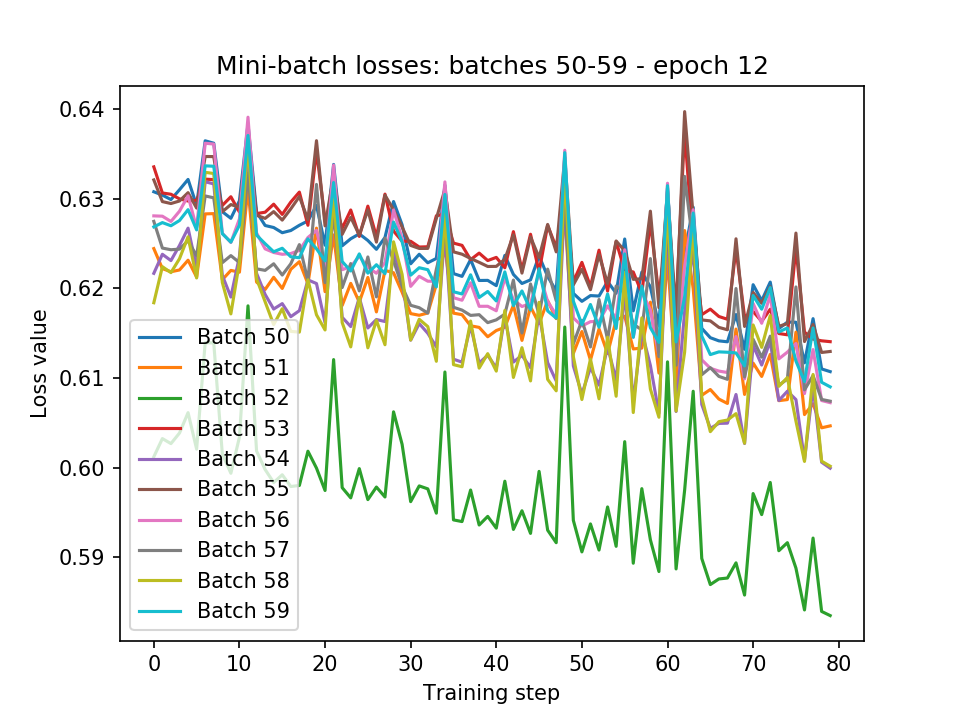 Mini-batch losses: batches 50-59 - epoch 12
Loss value
0.64
0.63
0.62
0.61
0.60
0.59
Batch 50
Batch 51
Batch 52
Batch 53
Batch 54
Batch 55
Batch 56
Batch 57
Batch 58
Batch 59
0 10 20 30 40 50 60 70 80
Training step